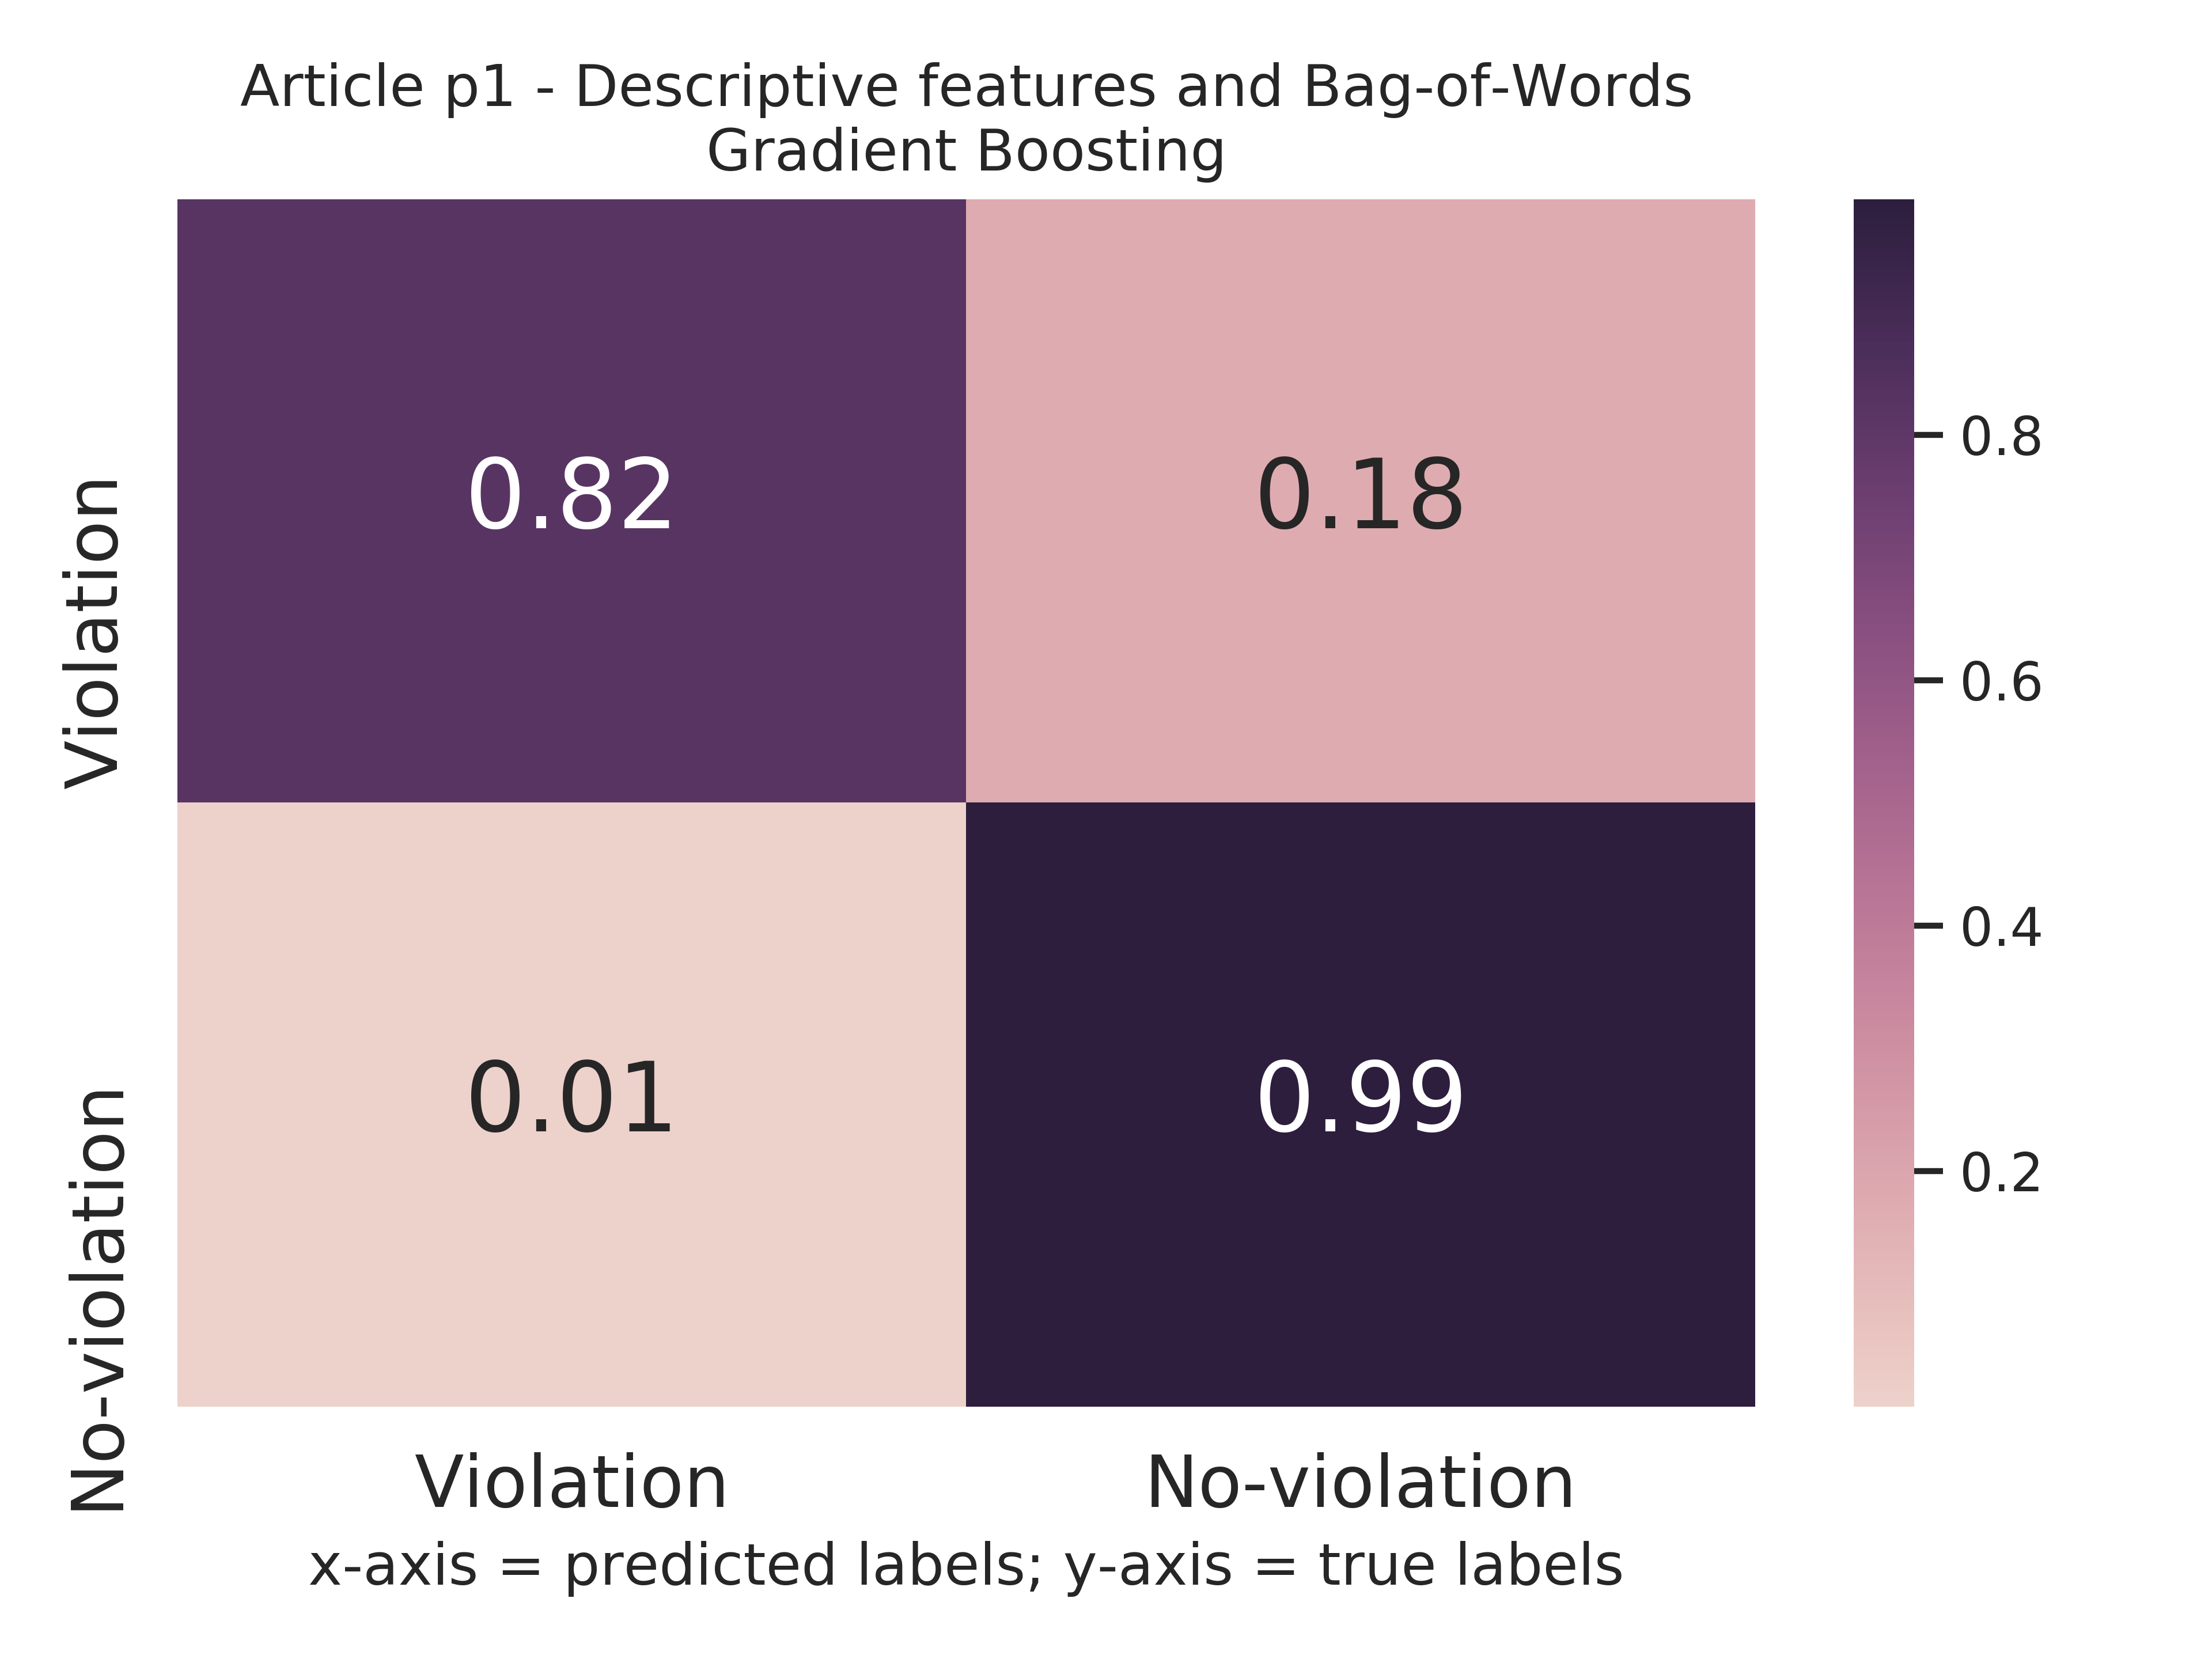 Article p1 - Descriptive features and Bag-of-Words
Gradient Boosting
Violation
0.82
0.18
0.8
0.6
0.4
0.2
No-violation
0.01
0.99
Violation
No-violation
x-axis = predicted labels; y-axis = true labels